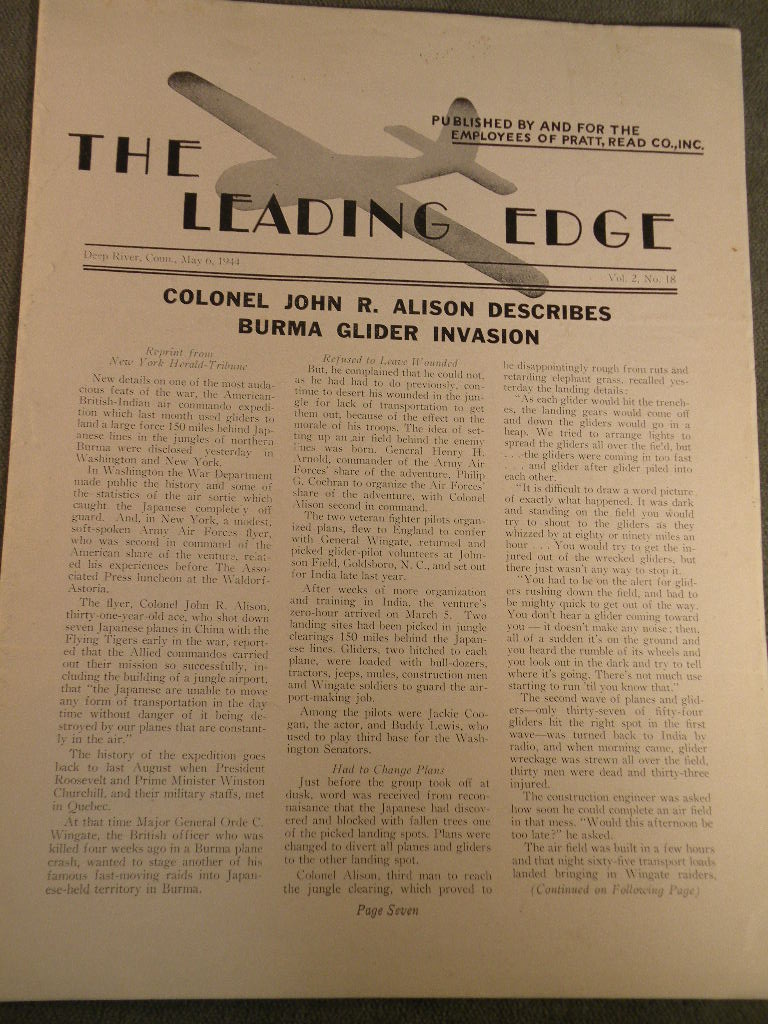 PUBLISHED BY AND FOR THE
EMPLOYEES OF PRATT, READ CO., INC.
THE
LEADING EDGE
Deep River, Conn., May 6, 1944
Vol. 2, No. 18
COLONEL JOHN R. ALISON DESCRIBES
BURMA GLIDER INVASION
Reprint from
New York Herald-Tribune
New details on one of the most auda-
cious feats of the war, the American-
British-Indian air commando expedi-
tion which last month used gliders to
land a large force 150 miles behind Jap-
anese lines in the jungles of northern
Burma were disclosed yesterday in
Washington and New York.
In Washington the War Department
made public the history and some of
the statistics of the air sortie which
caught the Japanese completely off
guard. And, in New York, a modest,
soft-spoken Army Air Forces flyer,
who was second in command of the
American share of the venture, relat-
ed his experiences before The Asso-
ciated Press luncheon at the Waldorf-
Astoria.
The flyer, Colonel John R. Alison,
thirty-one-year-old ace, who shot down
seven Japanese planes in China with the
Flying Tigers early in the war, report-
ed that the Allied commandos carried
out their mission so successfully, in-
cluding the building of a jungle airport,
that "the Japanese are unable to move
any form of transportation in the day
time without danger of it being de-
stroyed by our planes that are constant-
ly in the air."
The history of the expedition goes
back to last August when President
Roosevelt and Prime Minister Winston
Churchill, and their military staffs, met
in Quebec.
At that time Major General Orde C.
Wingate, the British officer who was
killed four weeks ago in a Burma plane
crash, wanted to stage another of his
famous fast-moving raids into Japan-
ese-held territory in Burma.
Refused to Leave Wounded
But, he complained that he could not,
as he had had to do previously, con-
tinue to desert his wounded in the jun-
gle for lack of transportation to get
them out, because of the effect on the
morale of his troops. The idea of set-
ting up an air field behind the enemy
lines was born. General Henry H.
Arnold, commander of the Army Air
Forces' share of the adventure, Philip
G. Cochran to organize the Air Forces'
share of the adventure, with Colonel
Alison second in command.
The two veteran fighter pilots organ-
ized plans, flew to England to confer
with General Wingate, returned and
picked glider-pilot volunteers at John-
son Field, Goldsboro, N. C., and set out
for India late last year.
After weeks of more organization
and training in India, the venture's
zero-hour arrived on March 5. Two
landing sites had been picked in jungle
clearings 150 miles behind the Japan-
ese lines. Gliders, two hitched to each
plane, were loaded with bull-dozers,
tractors, jeeps, mules, construction men
and Wingate soldiers to guard the air-
port-making job.
Among the pilots were Jackie Coo-
gan, the actor, and Buddy Lewis, who
used to play third base for the Wash-
ington Senators.
Had to Change Plans
Just before the group took off at
dusk, word was received from recon-
naisance that the Japanese had discov-
ered and blocked with fallen trees one
of the picked landing spots. Plans were
changed to divert all planes and gliders
to the other landing spot.
Colonel Alison, third man to reach
the jungle clearing, which proved to
be disappointingly rough from ruts and
retarding elephant grass, recalled yes-
terday the landing details:
"As each glider would hit the trench-
es, the landing gears would come off
and down the gliders would go in a
heap. We tried to arrange lights to
spread the gliders all over the field, but
. . . the gliders were coming in too fast
. . . and glider after glider piled into
each other.
"It is difficult to draw a word picture
of exactly what happened. It was dark
and standing on the field you would
try to shout to the gliders as they
whizzed by at eighty or ninety miles an
hour . . . You would try to get the in-
jured out of the wrecked gliders, but
there just wasn't any way to stop it.
"You had to be on the alert for glid-
ers rushing down the field, and had to
be mighty quick to get out of the way.
You don't hear a glider coming toward
you — it doesn't make any noise; then,
all of a sudden it's on the ground and
you heard the rumble of its wheels and
you look out in the dark and try to tell
where it's going. There's not much use
starting to run 'til you know that."
The second wave of planes and glid-
ers—only thirty-seven of fifty-four
gliders hit the right spot in the first
wave—was turned back to India by
radio, and when morning came, glider
wreckage was strewn all over the field,
thirty men were dead and thirty-three
injured.
The construction engineer was asked
how soon he could complete an air field
in that mess. "Would this afternoon be
too late?" he asked.
The air field was built in a few hours
and that night sixty-five transport loads
landed bringing in Wingate raiders,
(Continued on Following Page)
Page Seven